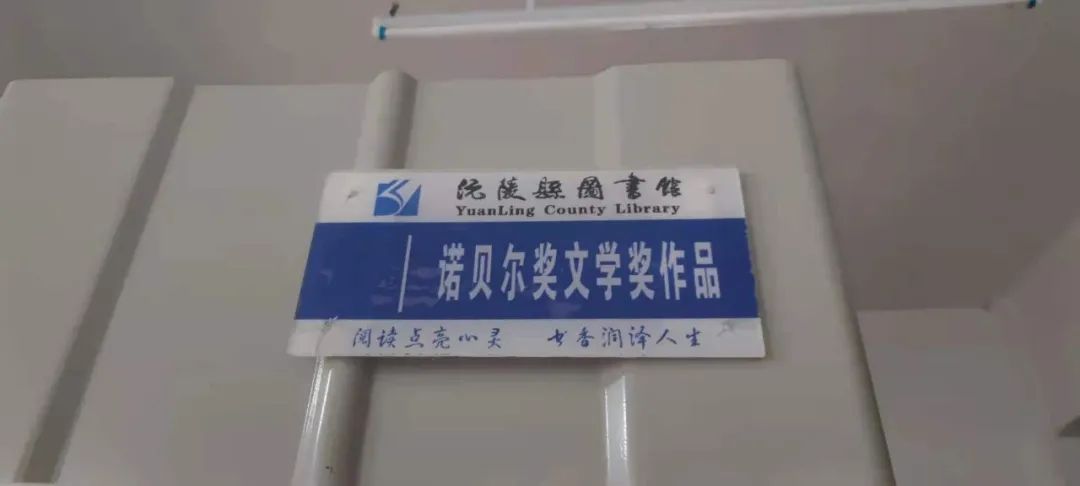 沅陵縣圖書館
YuanLing County Library
诺贝尔奖文学奖作品
阅读点亮心灵 书香润泽人生